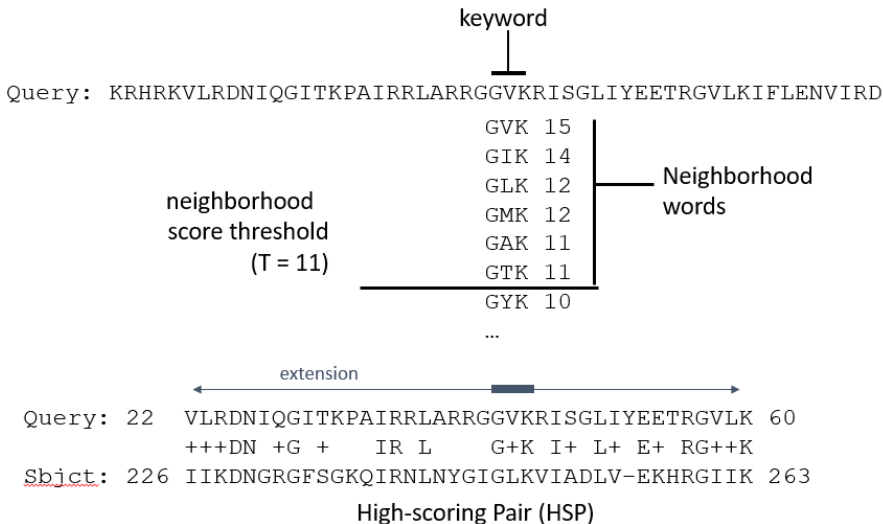 keyword
Query: KRHRKVLRDNIQGITKPAIRRLARRGGVKRISGLIYEETRGVLKIFLENVIRD
GVK 15
GIK 14
GLK 12
GMK 12
GAK 11
GTK 11
GYK 10
...
Neighborhood
words
neighborhood
score threshold
(T = 11)
extension
Query: 22 VLRDNIQGITKPAIRRLARRGGVKRISGLIYEETRGVLK 60
+++DN +G + IR L G+K I+ L+ E+ RG++K
Sbjct: 226 IIKDNGRGFSGKQIRNLNYGIGLKVIADLV-EKHRGIIK 263
High-scoring Pair (HSP)